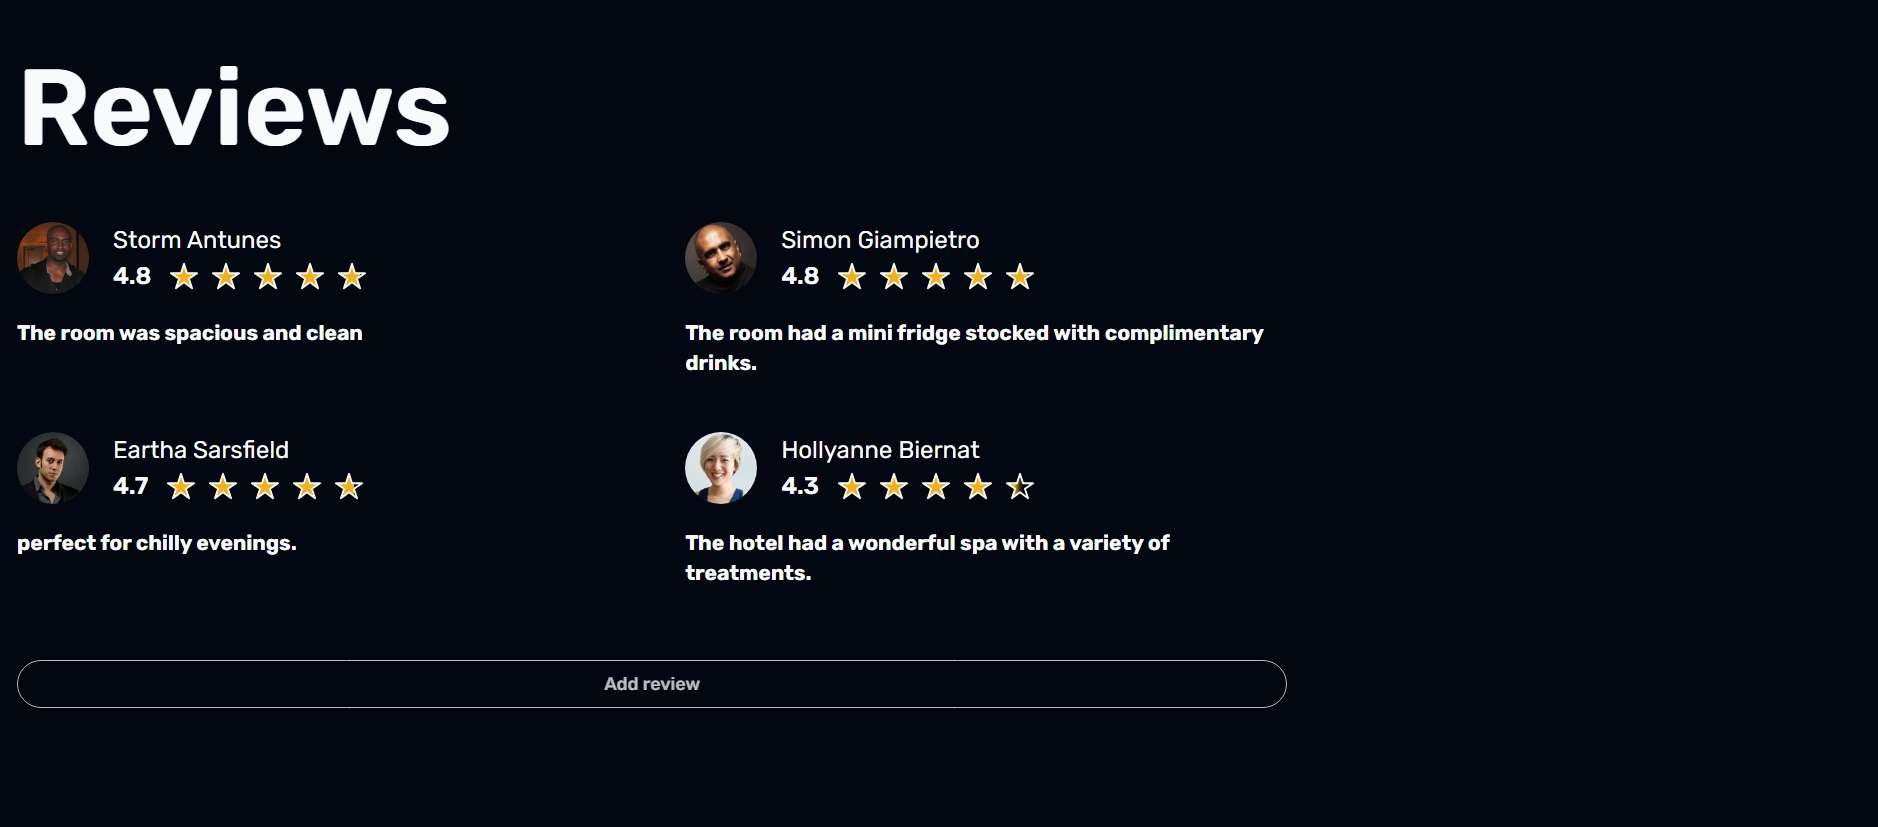 Reviews
Storm Antunes
4.8
The room was spacious and clean
Simon Giampietro
4.8
The room had a mini fridge stocked with complimentary
drinks.
Eartha Sarsfield
4.7
perfect for chilly evenings.
Hollyanne Biernat
4.3
The hotel had a wonderful spa with a variety of
treatments.
Add review